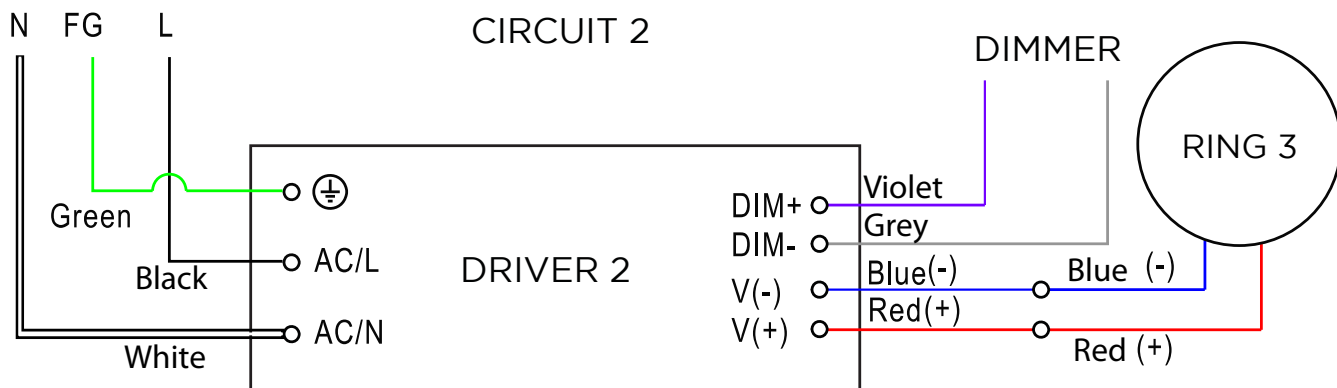 N FG L
CIRCUIT 2
DIMMER
RING 3
Green
Black
White
AC/L
AC/N
DRIVER 2
DIM+
DIM-
V(-)
V(+)
Violet
Grey
Blue(-)
Red(+)
Blue (-)
Red (+)